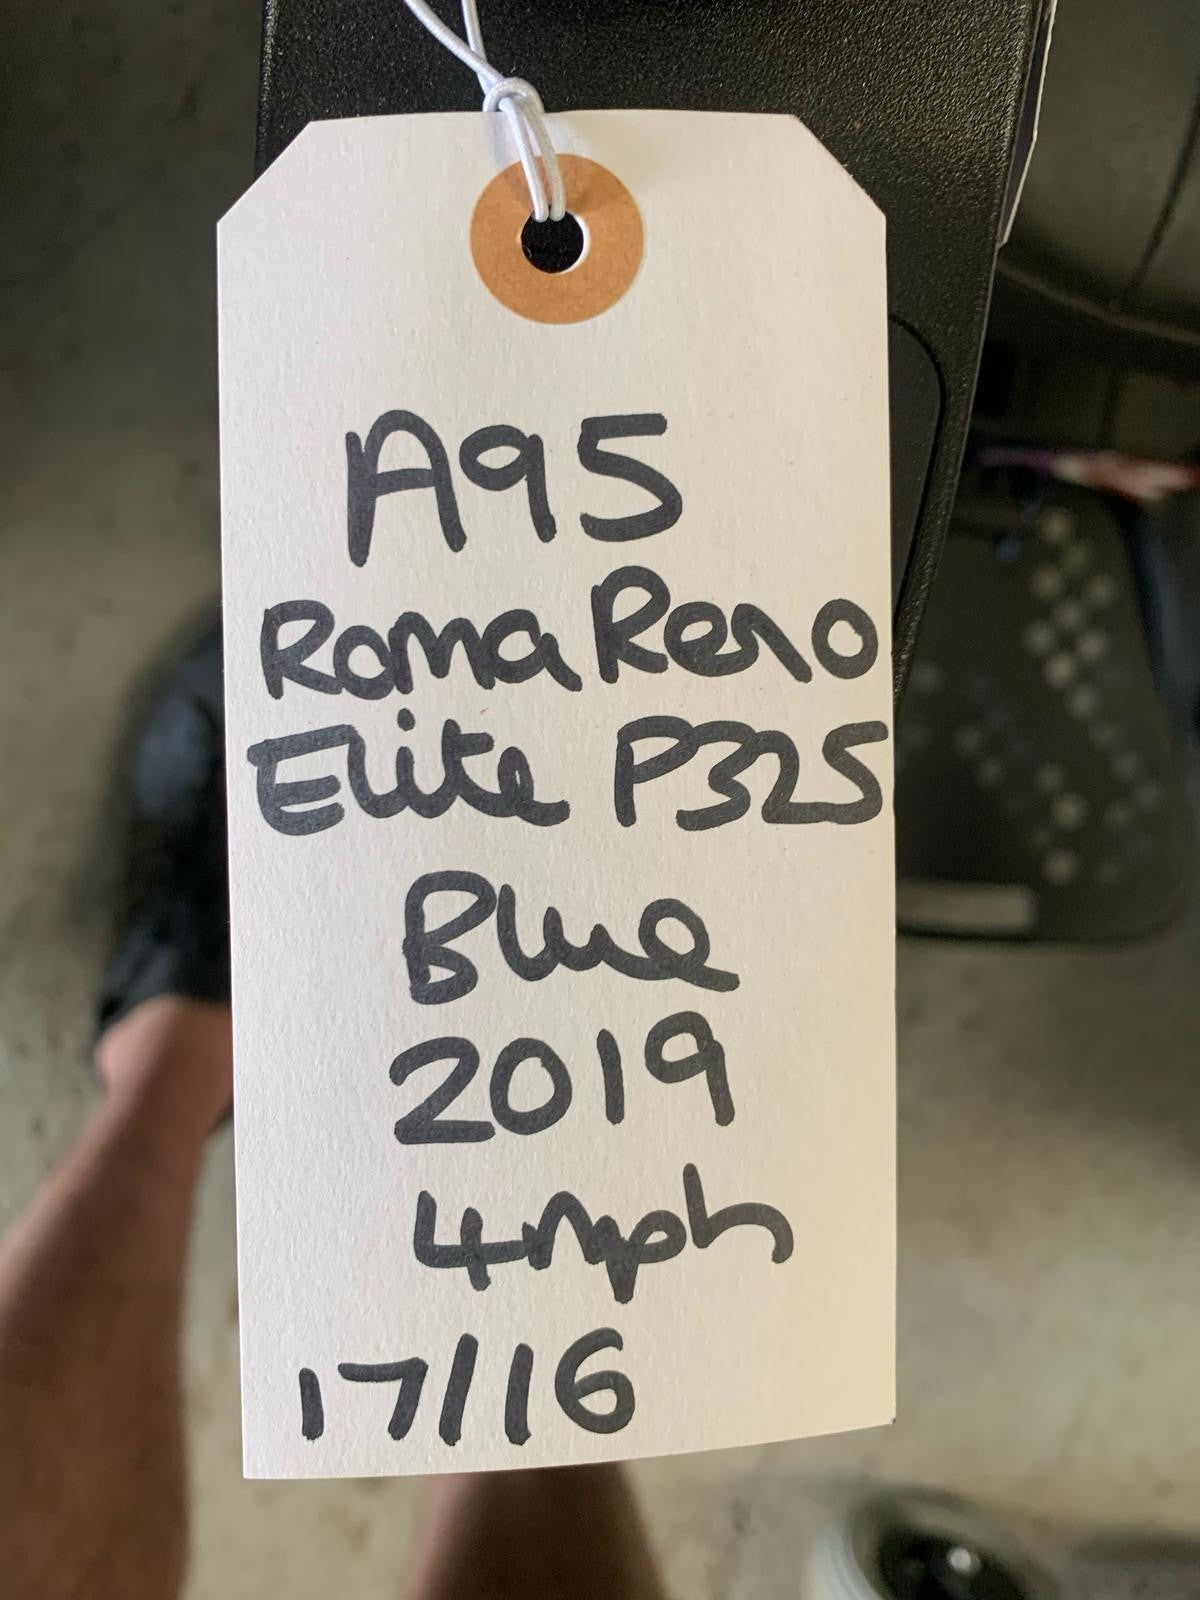 A95
Roma Reno
Elite P325
Blue
2019
4mph
17/16